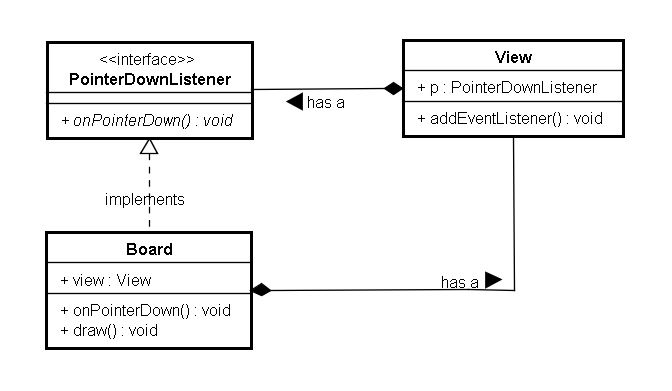 <<interface>>
PointerDownListener
+ onPointerDown() : void
has a
View
+ p : PointerDownListener
+ addEventListener() : void
implements
Board
+ view : View
+ onPointerDown() : void
+ draw() : void
has a